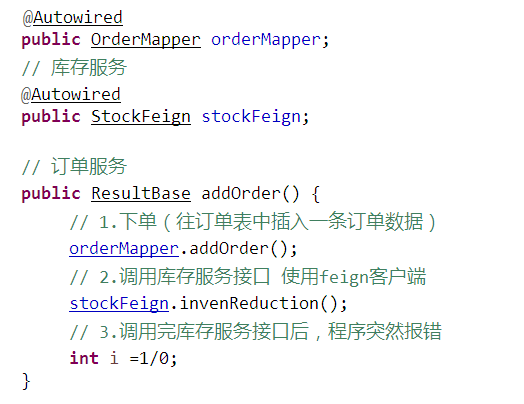 @Autowired
public OrderMapper orderMapper;
// 库存服务
@Autowired
public StockFeign stockFeign;
// 订单服务
public ResultBase addOrder() {
// 1.下单（往订单表中插入一条订单数据）
orderMapper.addOrder();
// 2.调用库存服务接口 使用feign客户端
stockFeign.invenReduction();
// 3.调用完库存服务接口后，程序突然报错
int i =1/0;
}